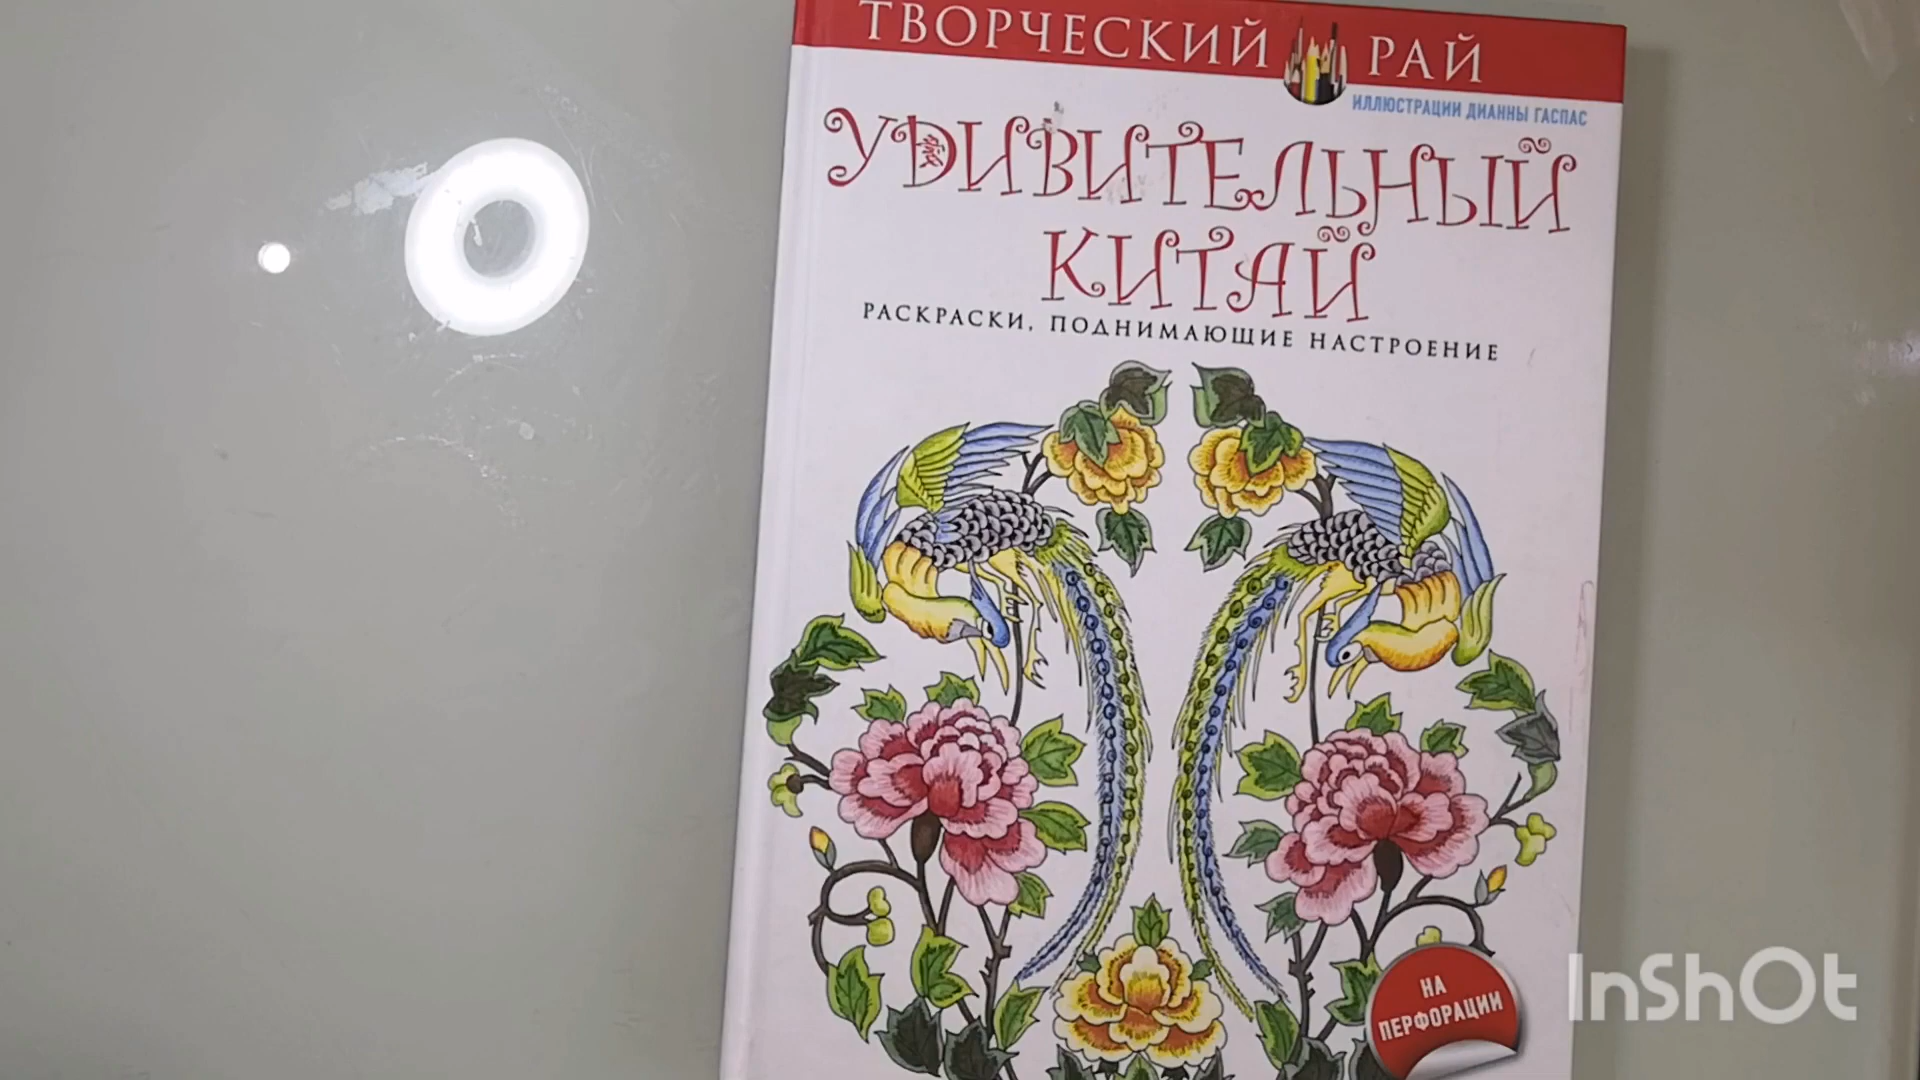 ТВОРЧЕСКИЙ РАЙ
ИЛЛЮСТРАЦИИ ДИАННЫ ГАСПАС
УДИВИТЕЛЬНЫЙ
КИТАЙ
РАСКРАСКИ, ПОДНИМАЮЩИЕ НАСТРОЕНИЕ
НА
ПЕРФОРАЦИИ
InShOt